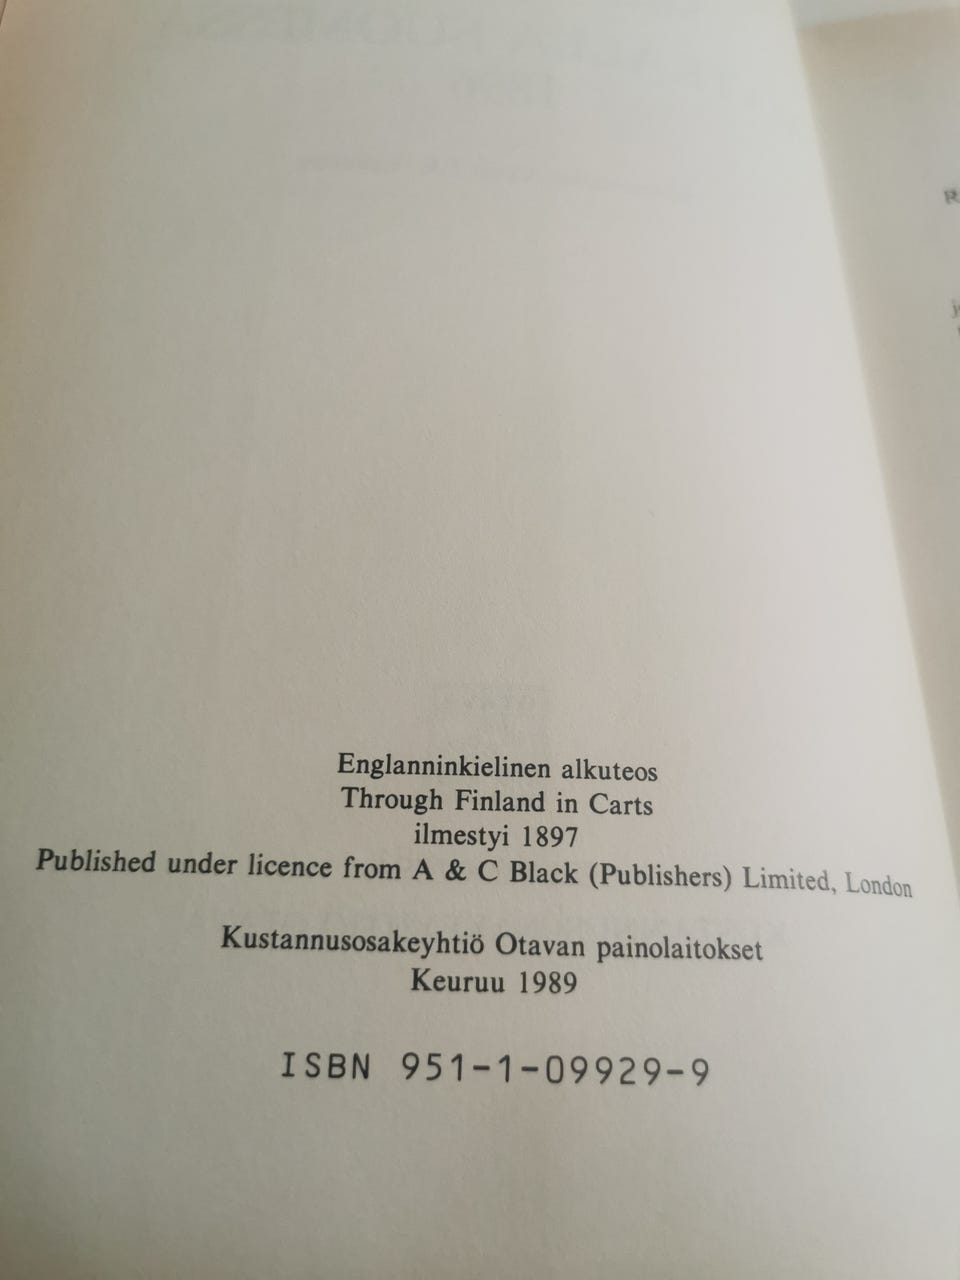 Englanninkielinen alkuteos
Through Finland in Carts
ilmestyi 1897
Published under licence from A & C Black (Publishers) Limited, London
Kustannusosakeyhtiö Otavan painolaitokset
Keuruu 1989
ISBN 951-1-09929-9